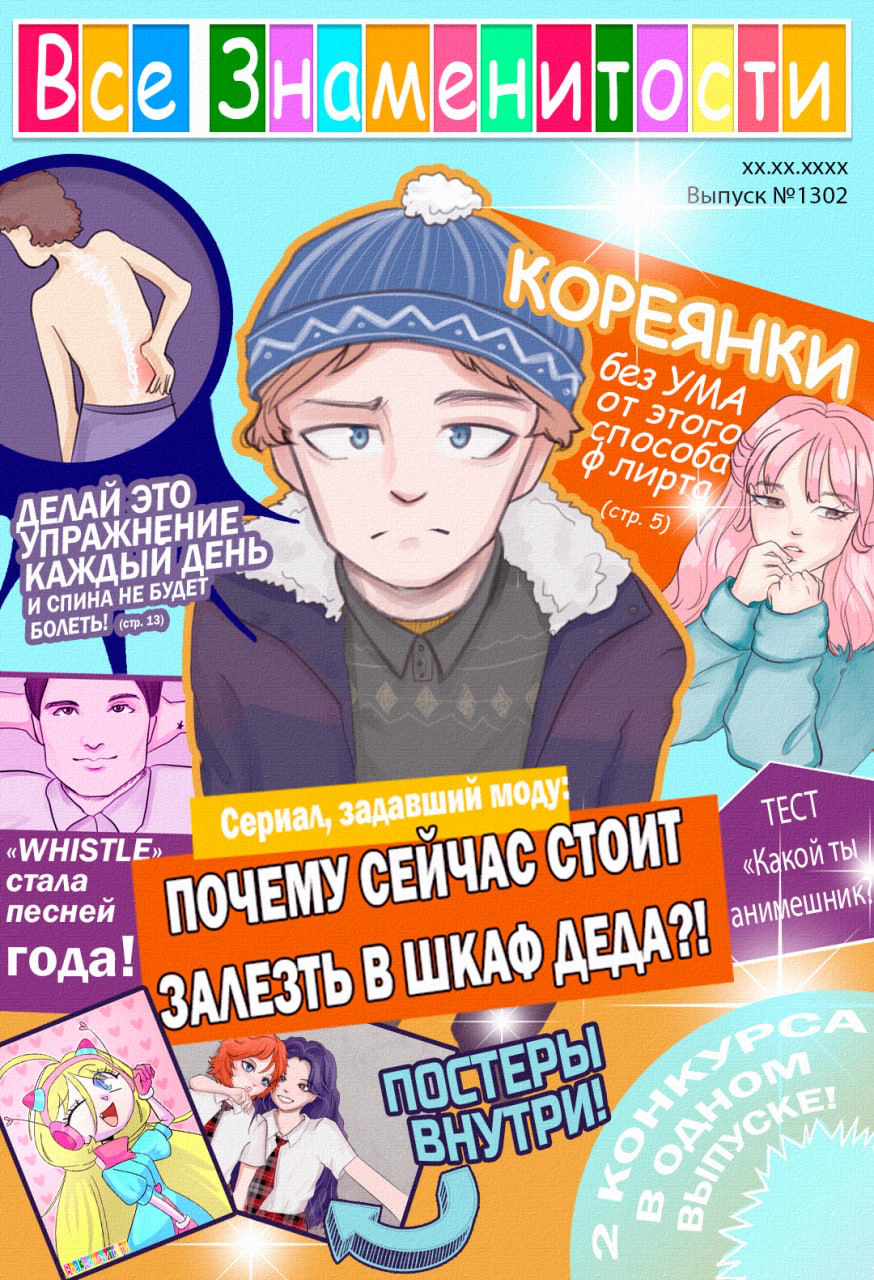 Все Знаменитости
xx.xx.xxxx
Выпуск №1302
КОРЕЯНКИ
без УМА
от этого
способа
флирта
(стр. 5)
ДЕЛАЙ ЭТО
УПРАЖНЕНИЕ
КАЖДЫЙ ДЕНЬ
И СПИНА НЕ БУДЕТ
БОЛЕТЬ! (стр. 13)
«WHISTLE»
стала
песней
года!
Сериал, задавший моду:
ПОЧЕМУ СЕЙЧАС СТОИТ
ЗАЛЕЗТЬ В ШКАФ ДЕДА?!
ТЕСТ
«Какой ты
анимешник?
ПОСТЕРЫ
ВНУТРИ!
2 КОНКУРСА
В ОДНОМ
ВЫПУСКЕ!